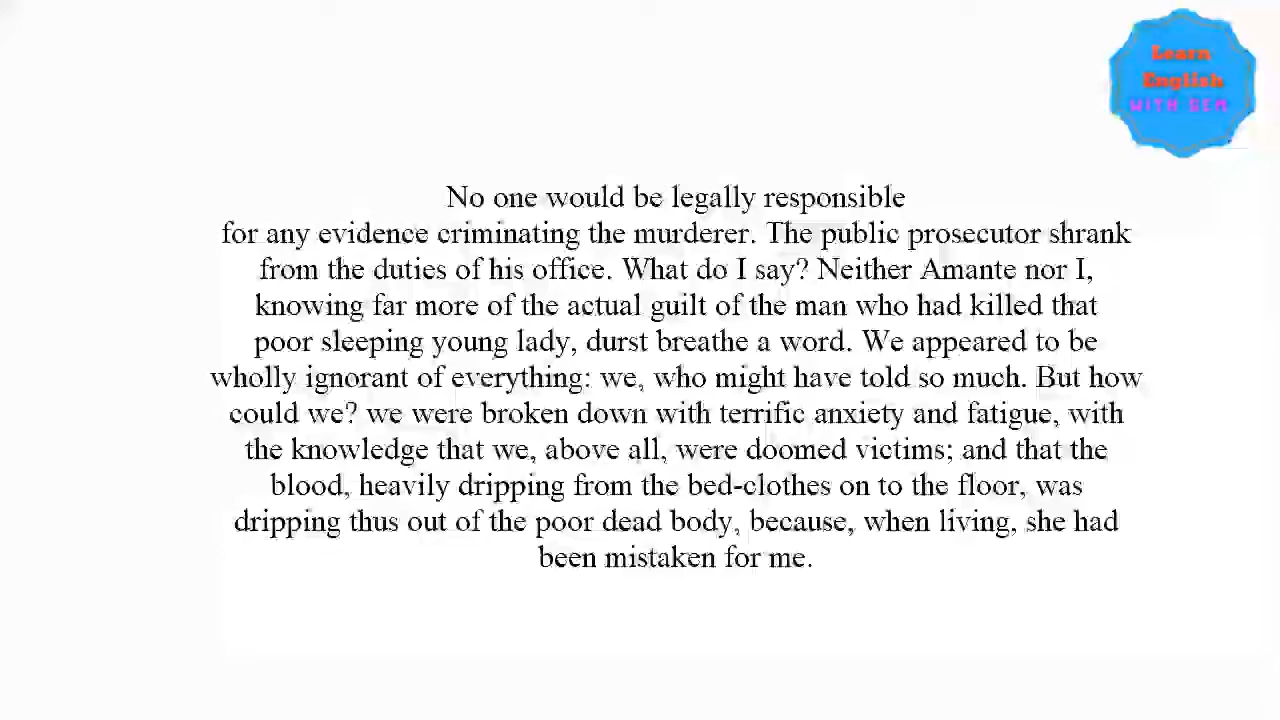 Learn
English
WITH GEM
No one would be legally responsible
for any evidence criminating the murderer. The public prosecutor shrank
from the duties of his office. What do I say? Neither Amante nor I,
knowing far more of the actual guilt of the man who had killed that
poor sleeping young lady, durst breathe a word. We appeared to be
wholly ignorant of everything: we, who might have told so much. But how
could we? we were broken down with terrific anxiety and fatigue, with
the knowledge that we, above all, were doomed victims; and that the
blood, heavily dripping from the bed-clothes on to the floor, was
dripping thus out of the poor dead body, because, when living, she had
been mistaken for me.